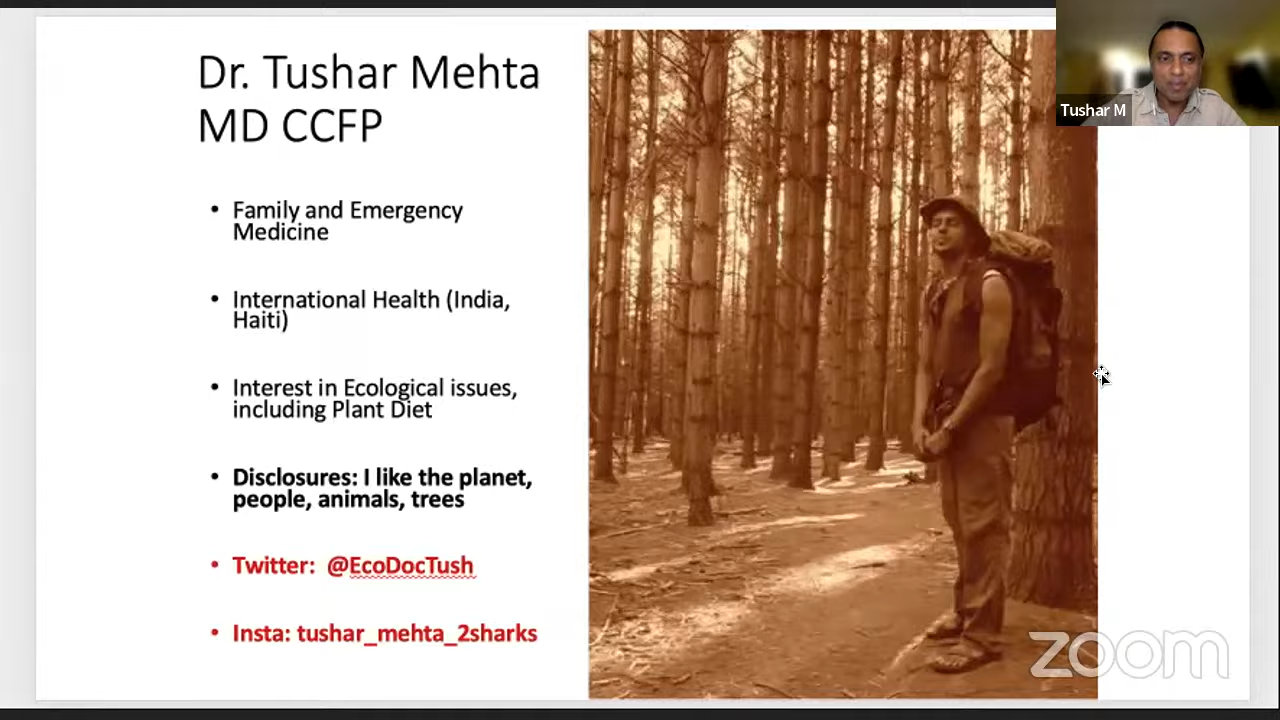 Dr. Tushar Mehta
MD CCFP
• Family and Emergency
Medicine
• International Health (India,
Haiti)
• Interest in Ecological issues,
including Plant Diet
• Disclosures: I like the planet,
people, animals, trees
• Twitter: @EcoDocTush
• Insta: tushar_mehta_2sharks
Tushar M
zoom